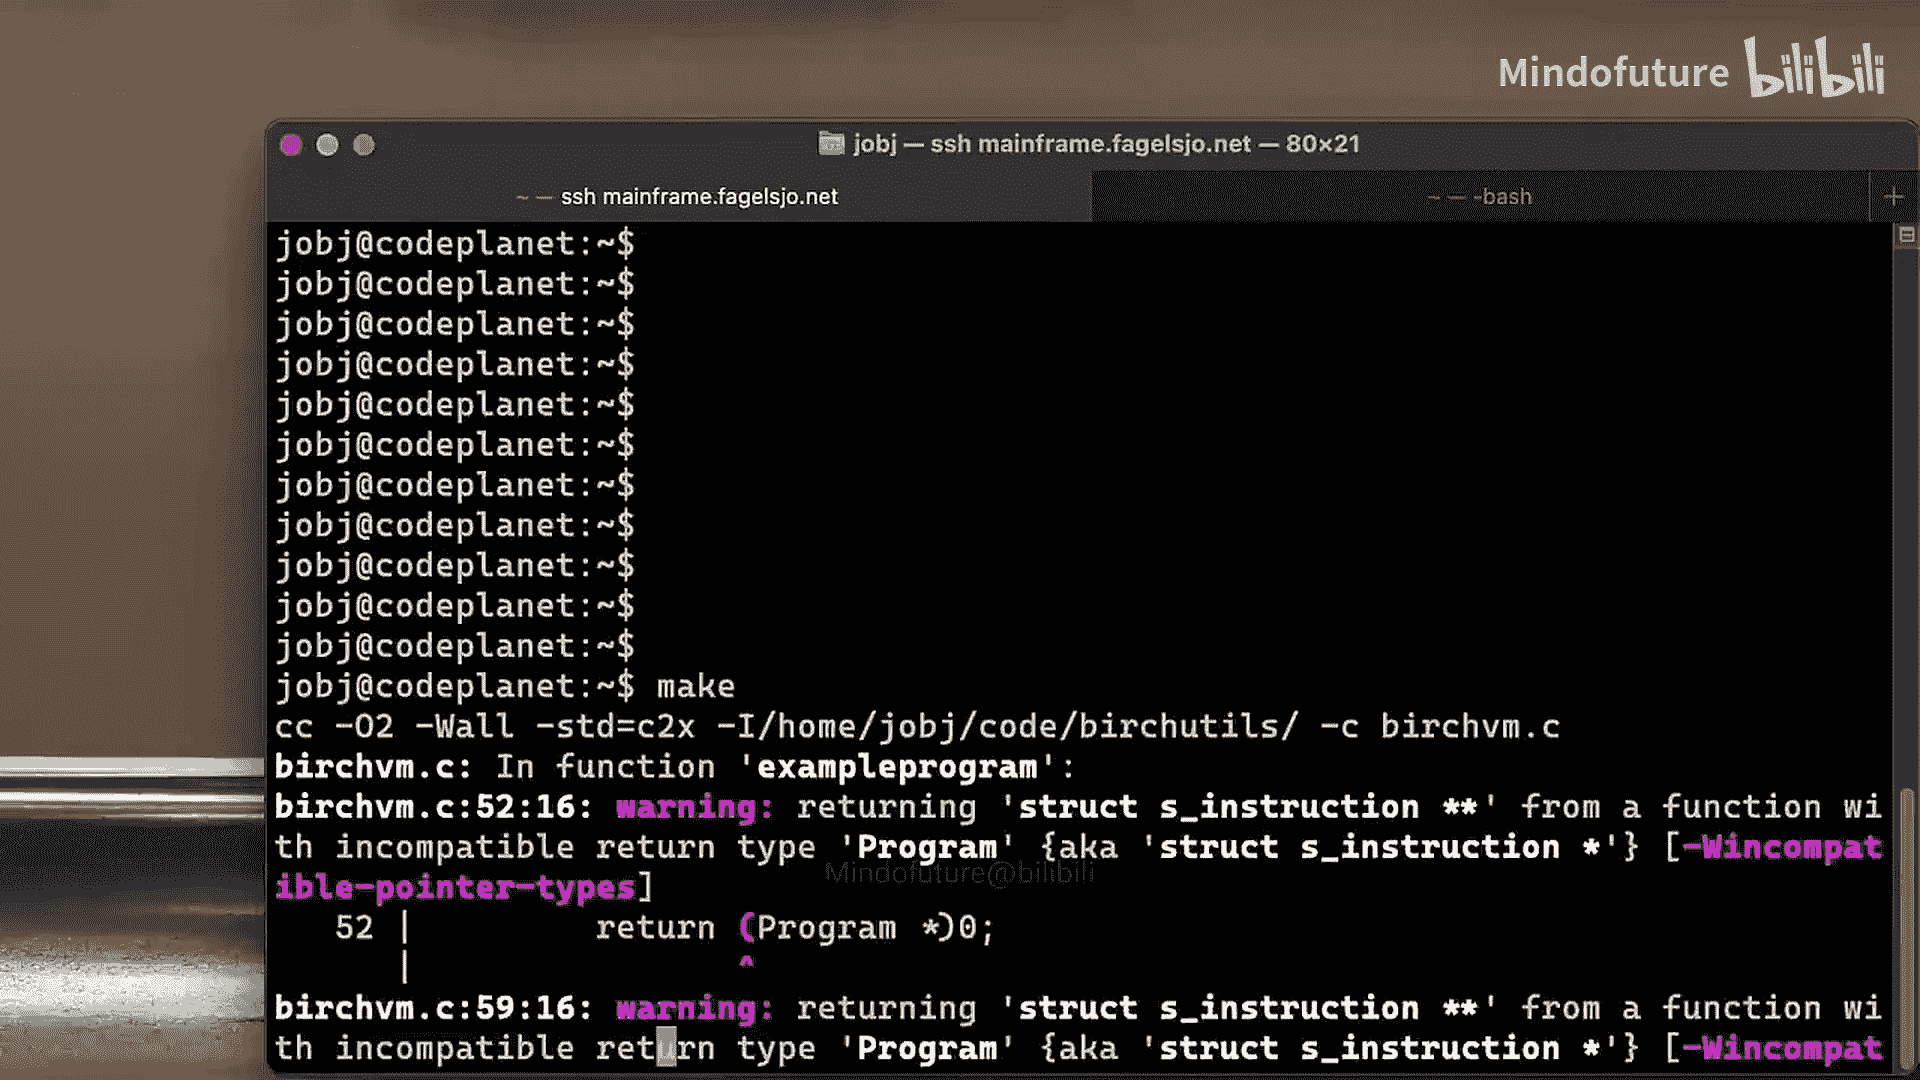 Mindofuture bilibili
jobj — ssh mainframe.fagelsjo.net — 80×21
~ — ssh mainframe.fagelsjo.net
~ — -bash
+
jobj@codeplanet:~$
jobj@codeplanet:~$
jobj@codeplanet:~$
jobj@codeplanet:~$
jobj@codeplanet:~$
jobj@codeplanet:~$
jobj@codeplanet:~$
jobj@codeplanet:~$
jobj@codeplanet:~$
jobj@codeplanet:~$
jobj@codeplanet:~$
jobj@codeplanet:~$ make
cc -O2 -Wall -std=c2x -I/home/jobj/code/birchutils/ -c birchvm.c
birchvm.c: In function 'exampleprogram':
birchvm.c:52:16: warning: returning 'struct s_instruction **' from a function wi
th incompatible return type 'Program' {aka 'struct s_instruction *'} [-Wincompat
Mindofuture@bilibili
ible-pointer-types]
52 | return (Program *)0;
| ^
birchvm.c:59:16: warning: returning 'struct s_instruction **' from a function wi
th incompatible return type 'Program' {aka 'struct s_instruction *'} [-Wincompat